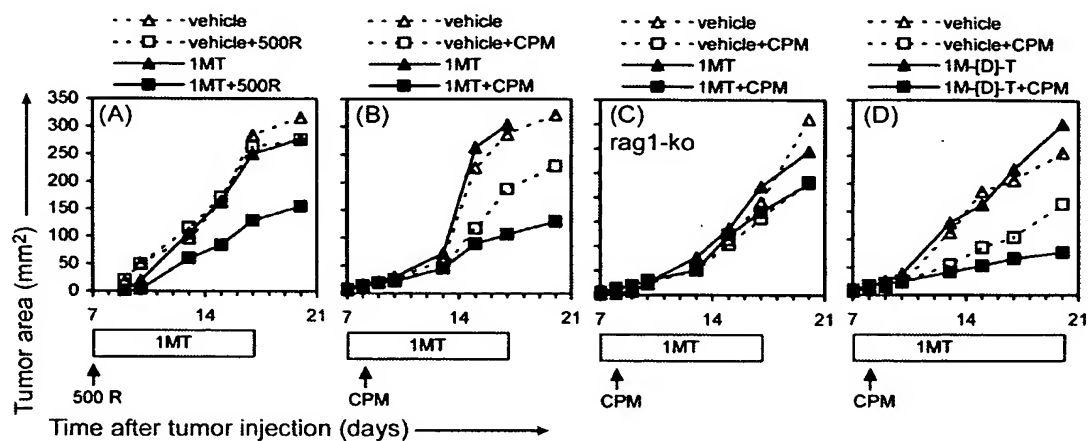 vehicle
vehicle+500R
1MT
1MT+500R
vehicle
vehicle+CPM
1MT
1MT+CPM
vehicle
vehicle+CPM
1MT
1MT+CPM
vehicle
vehicle+CPM
1M-[D]-T
1M-[D]-T+CPM
Tumor area (mm²)
350
300
250
200
150
100
50
0
(A)
(B)
(C)
rag1-ko
(D)
7 14 21
7 14 21
7 14 21
7 14 21
1MT
1MT
1MT
1MT
500 R
CPM
CPM
CPM
Time after tumor injection (days)